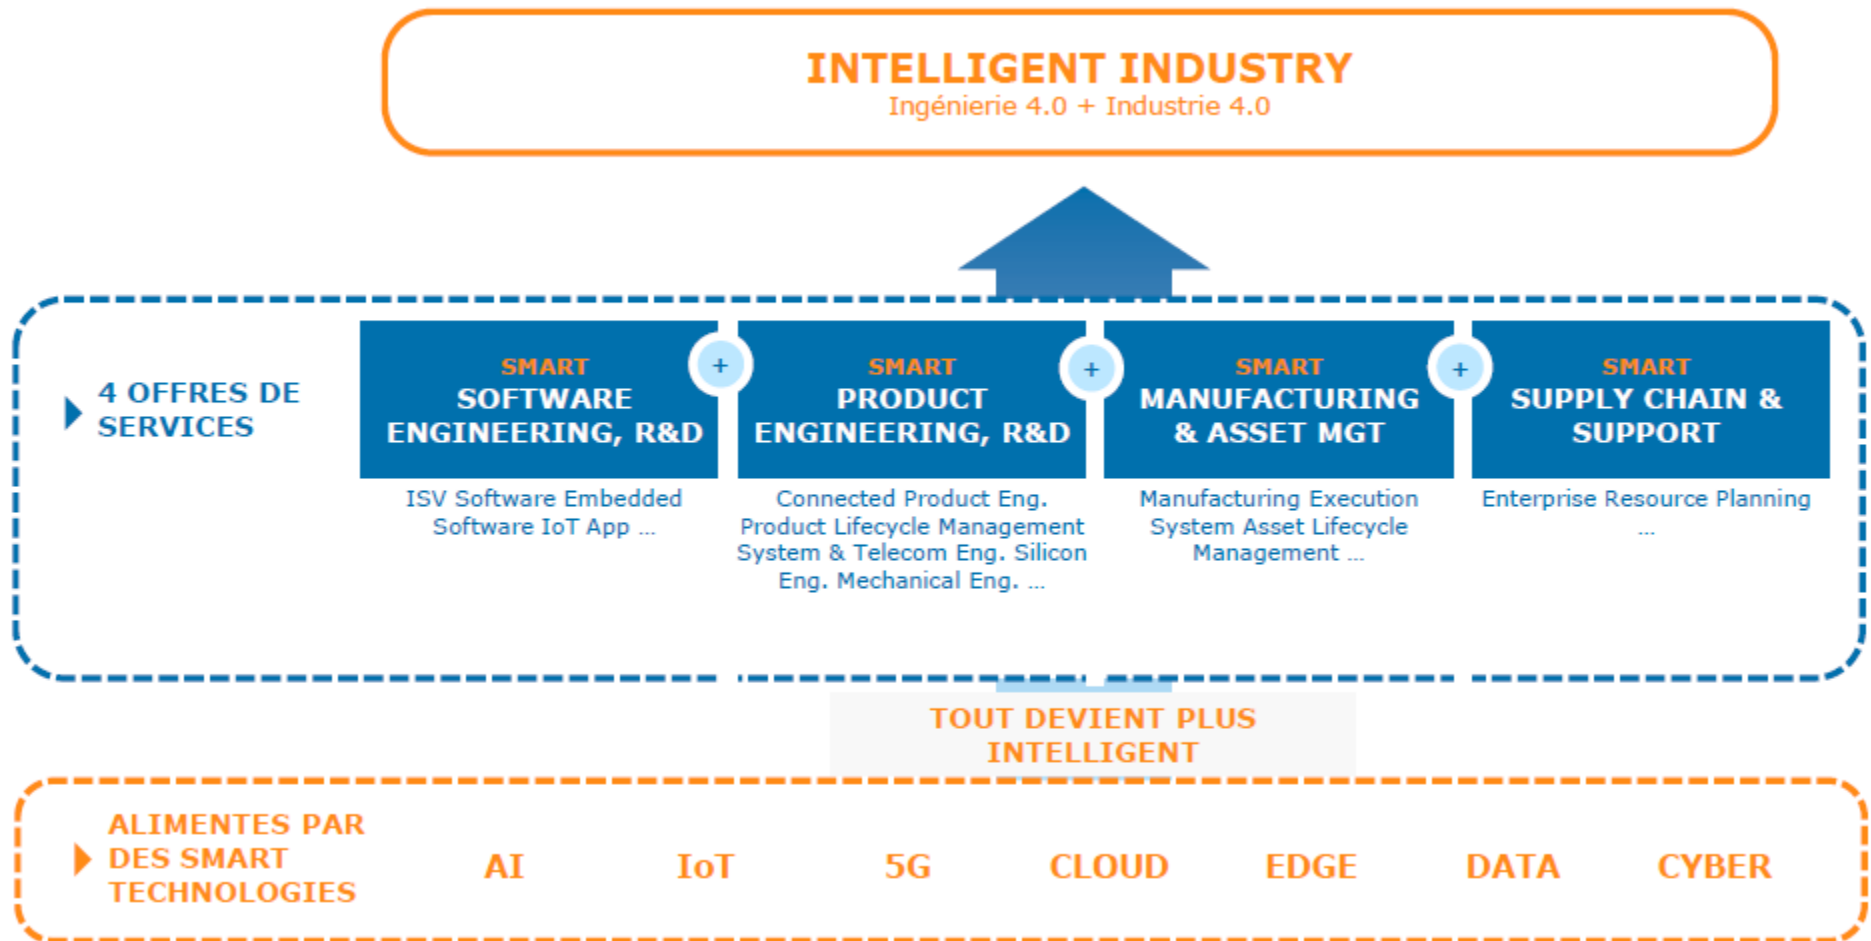 INTELLIGENT INDUSTRY
Ingénierie 4.0 + Industrie 4.0
4 OFFRES DE
SERVICES
SMART
SOFTWARE
ENGINEERING, R&D
+
SMART
PRODUCT
ENGINEERING, R&D
+
SMART
MANUFACTURING
& ASSET MGT
+
SMART
SUPPLY CHAIN &
SUPPORT
ISV Software Embedded
Software IoT App ...
Connected Product Eng.
Product Lifecycle Management
System & Telecom Eng. Silicon
Eng. Mechanical Eng. ...
Manufacturing Execution
System Asset Lifecycle
Management ...
Enterprise Resource Planning
...
TOUT DEVIENT PLUS
INTELLIGENT
ALIMENTES PAR
DES SMART
TECHNOLOGIES
AI
IoT
5G
CLOUD
EDGE
DATA
CYBER